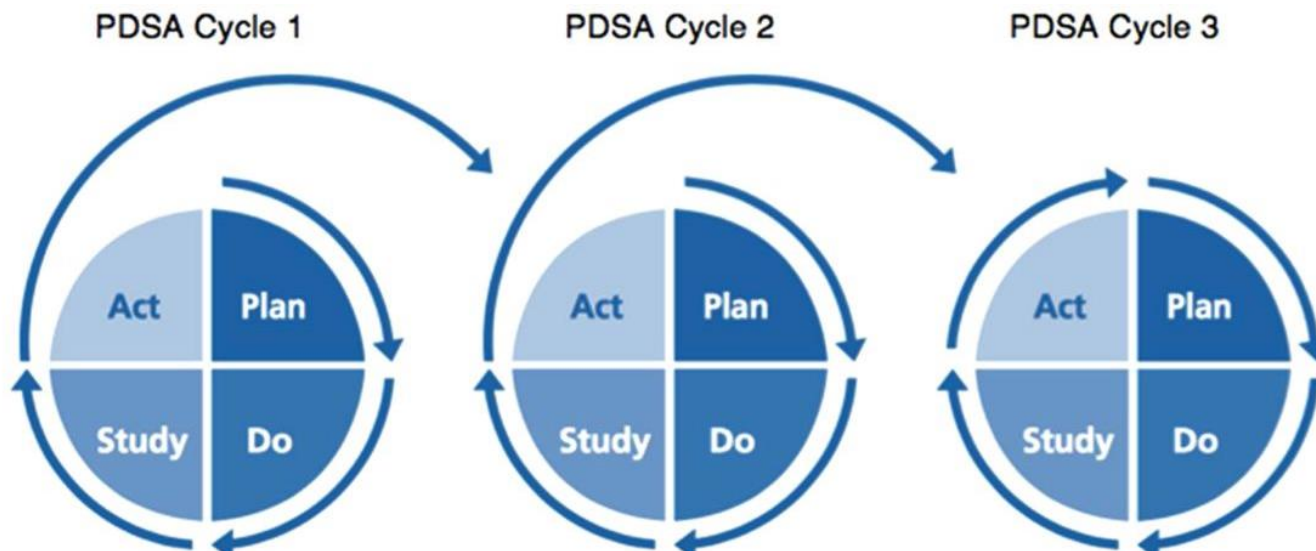 PDSA Cycle 1 PDSA Cycle 2 PDSA Cycle 3
Act Plan Act Plan Act Plan
Study Do Study Do Study Do